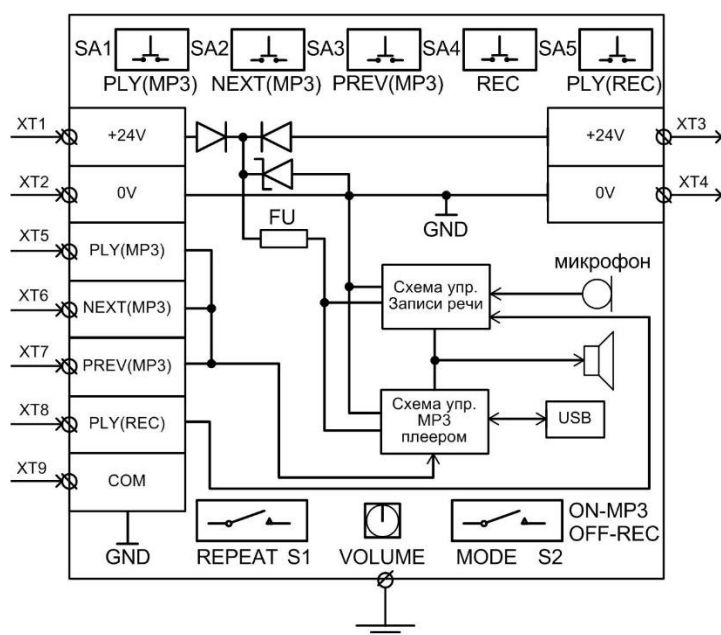 SA1 SA2 SA3 SA4 SA5
PLY(MP3) NEXT(MP3) PREV(MP3) REC PLY(REC)
XT1 +24V +24V XT3
XT2 0V 0V XT4
GND
FU
XT5 PLY(MP3)
микрофон
Схема упр.
Записи речи
XT6 NEXT(MP3)
XT7 PREV(MP3)
Схема упр.
MP3
плеером
USB
XT8 PLY(REC)
XT9 COM
ON-MP3
OFF-REC
GND REPEAT S1 VOLUME MODE S2